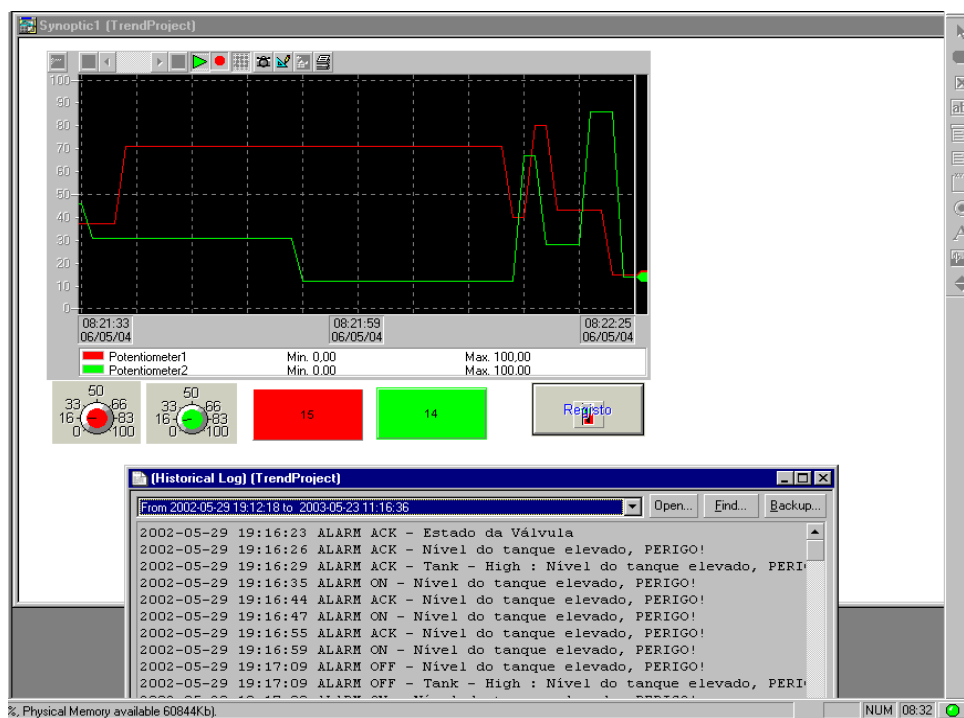 Synoptic1 (TrendProject)
100
90
80
70
60
50
40
30
20
10
0
08:21:33 08:21:59 08:22:25
06/05/04 06/05/04 06/05/04
Potentiometer1 Min. 0,00 Max. 100,00
Potentiometer2 Min. 0.00 Max. 100.00
50
33 66
16 83
0 100
50
33 66
16 83
0 100
15
14
Registo
(Historical Log) (TrendProject)
From 2002-05-29 19:12:18 to 2003-05-23 11:16:36 Open... Find... Backup...
2002-05-29 19:16:23 ALARM ACK - Estado da Válvula
2002-05-29 19:16:26 ALARM ACK - Nível do tanque elevado, PERIGO!
2002-05-29 19:16:29 ALARM ACK - Tank - High : Nível do tanque elevado, PERI
2002-05-29 19:16:35 ALARM ON - Nível do tanque elevado, PERIGO!
2002-05-29 19:16:44 ALARM ACK - Nível do tanque elevado, PERIGO!
2002-05-29 19:16:47 ALARM ON - Nível do tanque elevado, PERIGO!
2002-05-29 19:16:55 ALARM ACK - Nível do tanque elevado, PERIGO!
2002-05-29 19:16:59 ALARM ON - Nível do tanque elevado, PERIGO!
2002-05-29 19:17:09 ALARM OFF - Nível do tanque elevado, PERIGO!
2002-05-29 19:17:09 ALARM OFF - Tank - High : Nível do tanque elevado, PERI
%, Physical Memory available 60844Kb). NUM 08:32